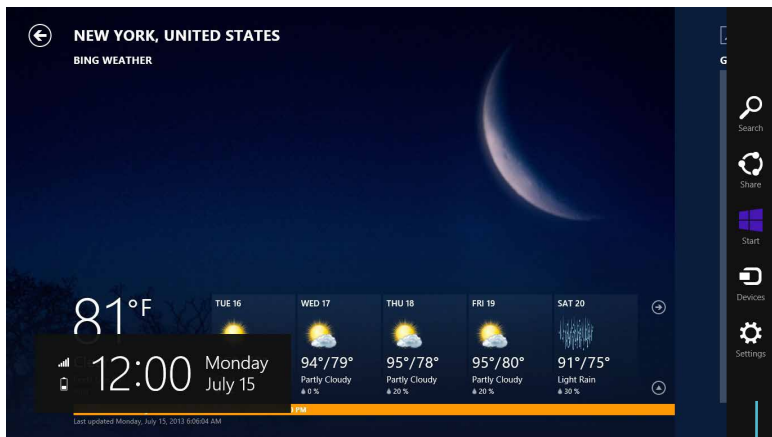 NEW YORK, UNITED STATES
BING WEATHER
G
Search
Share
Start
Devices
Settings
81°F
TUE 16
WED 17
94°/79°
Partly Cloudy
0 %
THU 18
95°/78°
Partly Cloudy
20 %
FRI 19
95°/80°
Partly Cloudy
20 %
SAT 20
91°/75°
Light Rain
30 %
12:00
Monday
July 15
PM
Last updated Monday, July 15, 2013 6:06:04 AM